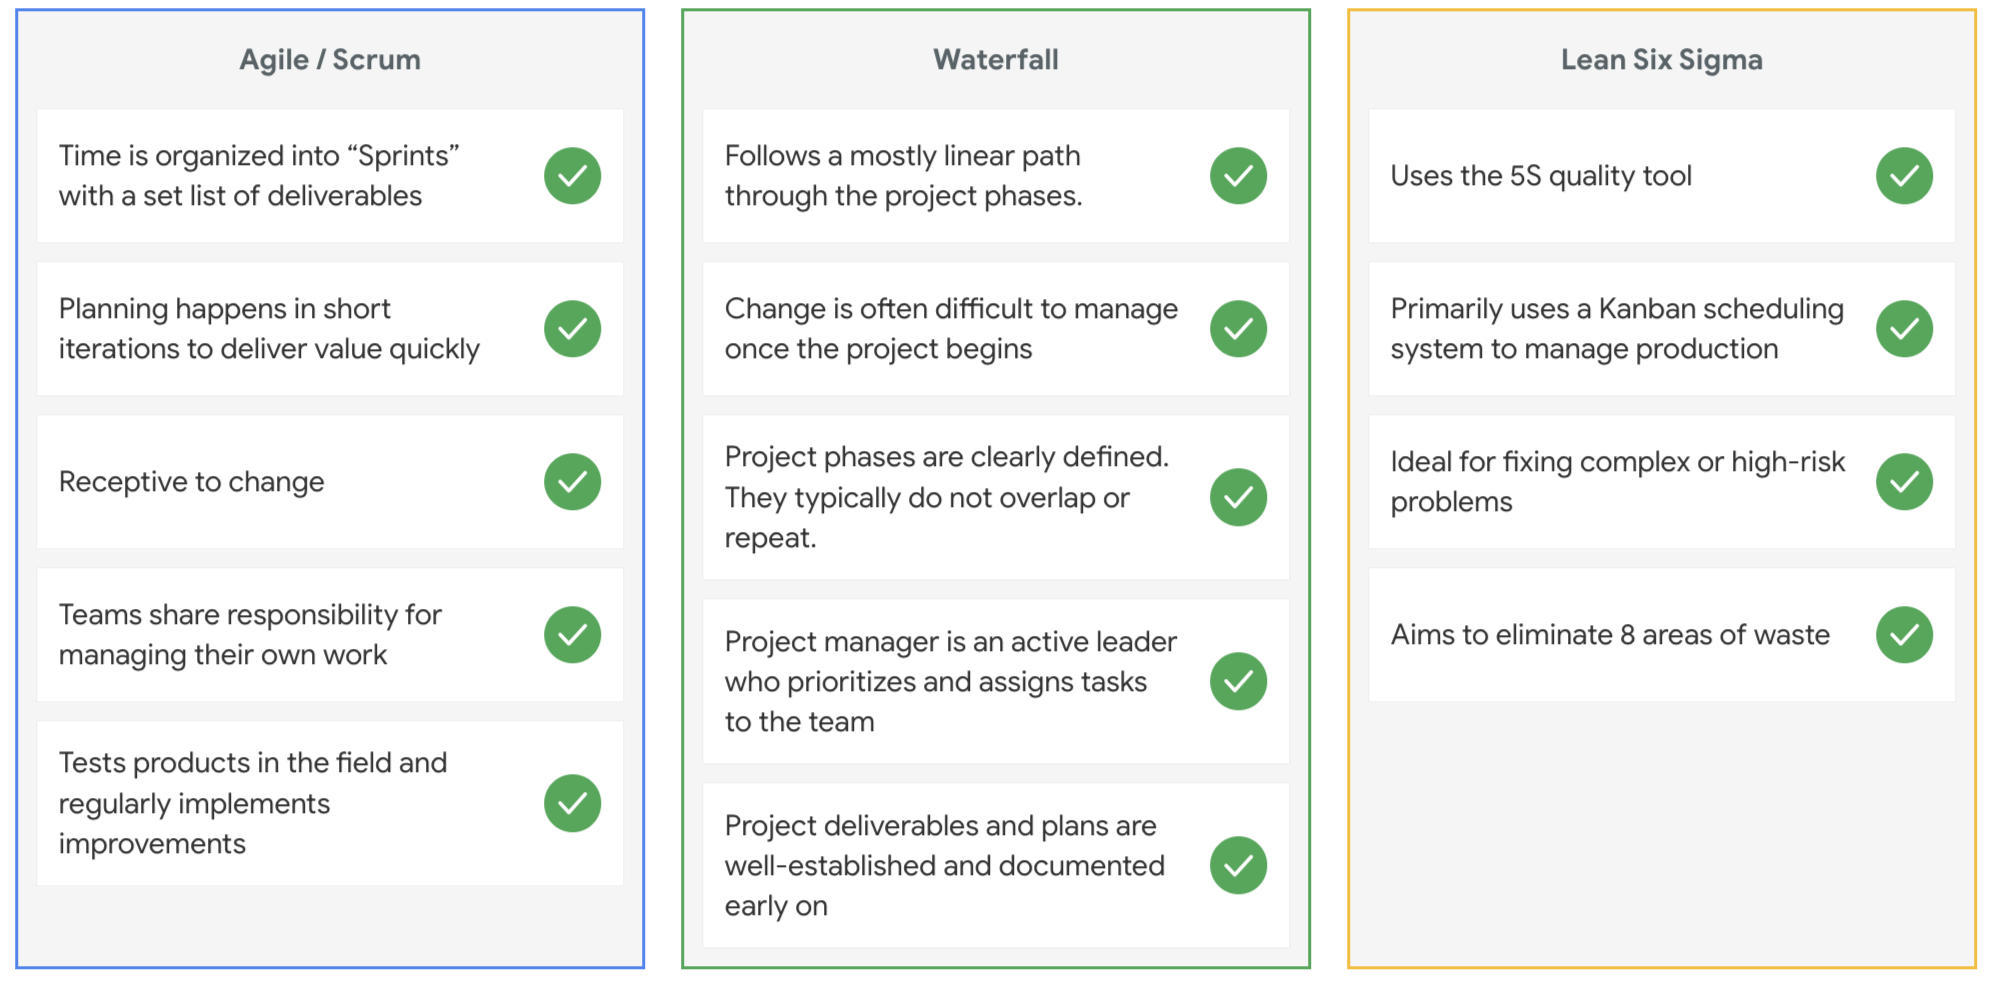 Agile / Scrum
Time is organized into “Sprints”
with a set list of deliverables
Planning happens in short
iterations to deliver value quickly
Receptive to change
Teams share responsibility for
managing their own work
Tests products in the field and
regularly implements
improvements
Waterfall
Follows a mostly linear path
through the project phases.
Change is often difficult to manage
once the project begins
Project phases are clearly defined.
They typically do not overlap or
repeat.
Project manager is an active leader
who prioritizes and assigns tasks
to the team
Project deliverables and plans are
well-established and documented
early on
Lean Six Sigma
Uses the 5S quality tool
Primarily uses a Kanban scheduling
system to manage production
Ideal for fixing complex or high-risk
problems
Aims to eliminate 8 areas of waste